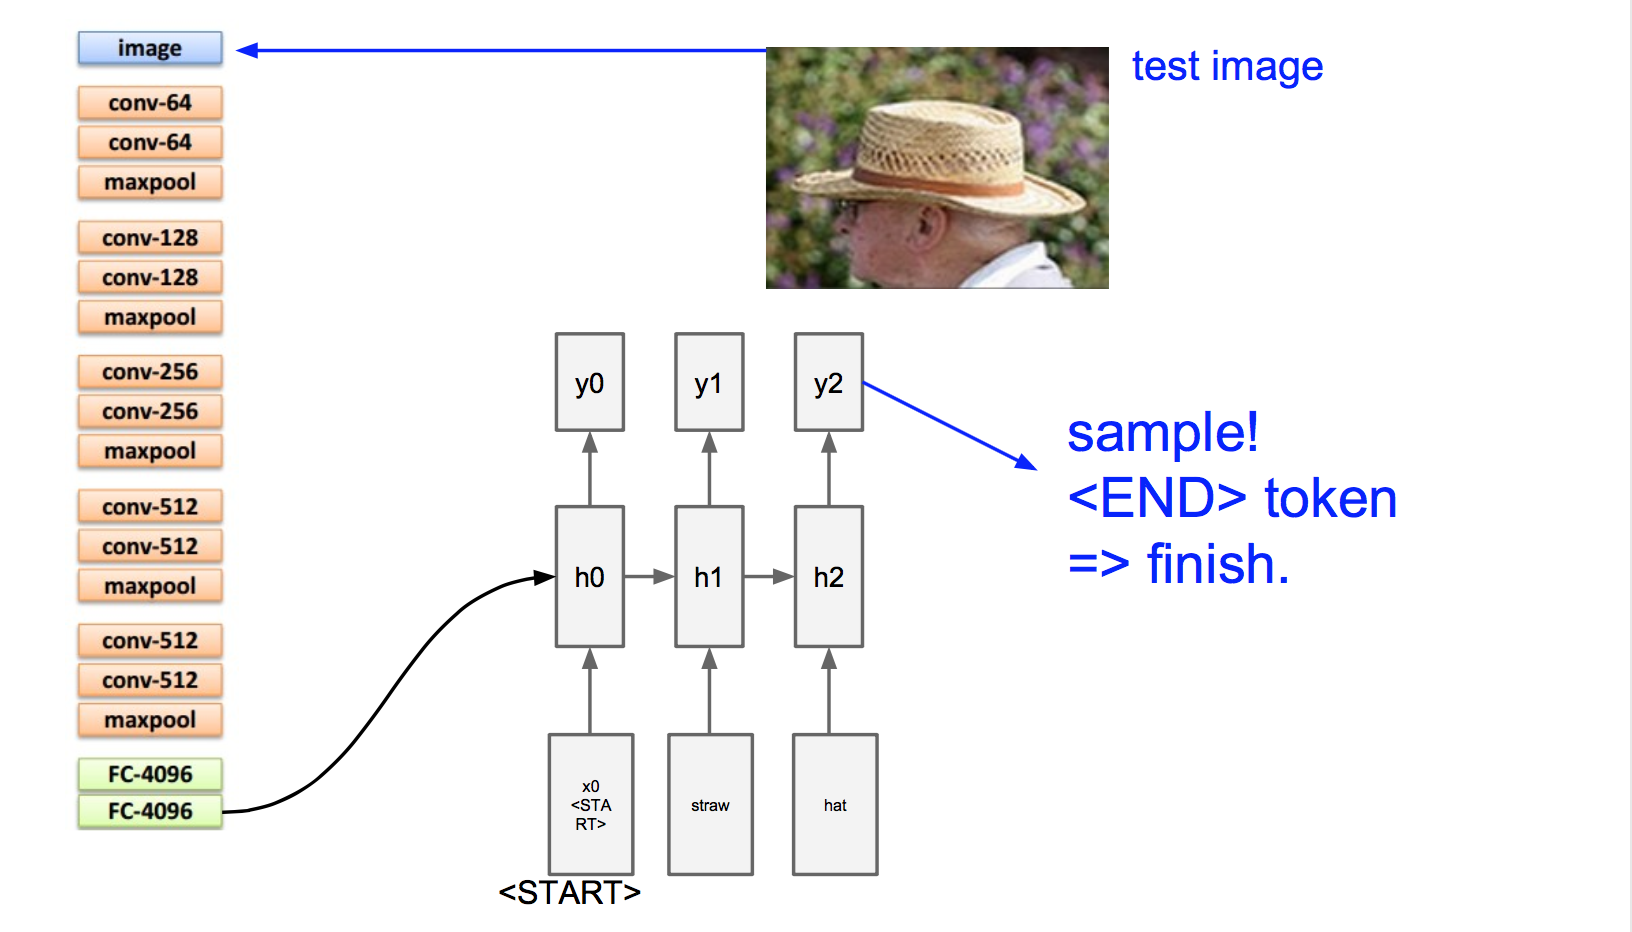 image
conv-64
conv-64
maxpool
conv-128
conv-128
maxpool
conv-256
conv-256
maxpool
conv-512
conv-512
maxpool
conv-512
conv-512
maxpool
FC-4096
FC-4096
test image
y0
y1
y2
h0
h1
h2
x0
<STA
RT>
straw
hat
<START>
sample!
<END> token
=> finish.